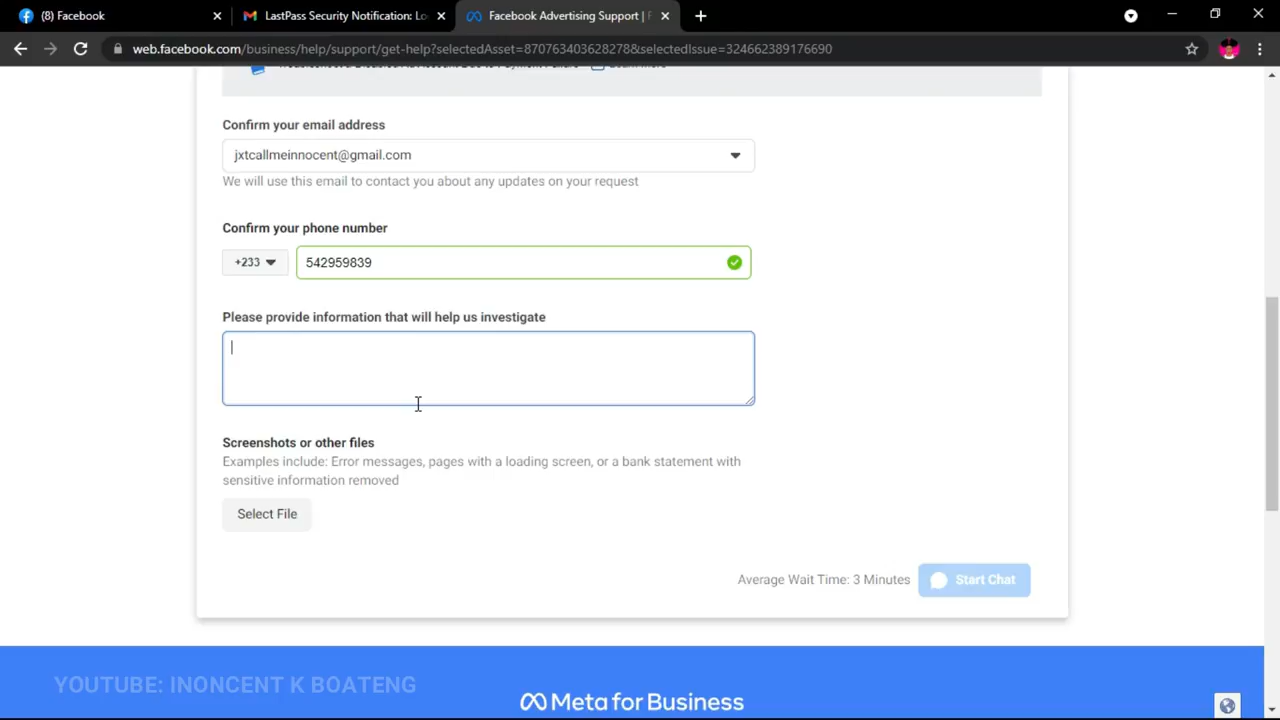 (8) Facebook
LastPass Security Notification: Lo
Facebook Advertising Support | F
web.facebook.com/business/help/support/get-help?selectedAsset=870763403628278&selectedIssue=324662389176690
Confirm your email address
jxtcallmeinnocent@gmail.com
We will use this email to contact you about any updates on your request
Confirm your phone number
+233
542959839
Please provide information that will help us investigate
Screenshots or other files
Examples include: Error messages, pages with a loading screen, or a bank statement with
sensitive information removed
Select File
Average Wait Time: 3 Minutes
Start Chat
YOUTUBE: INONCENT K BOATENG
Meta for Business